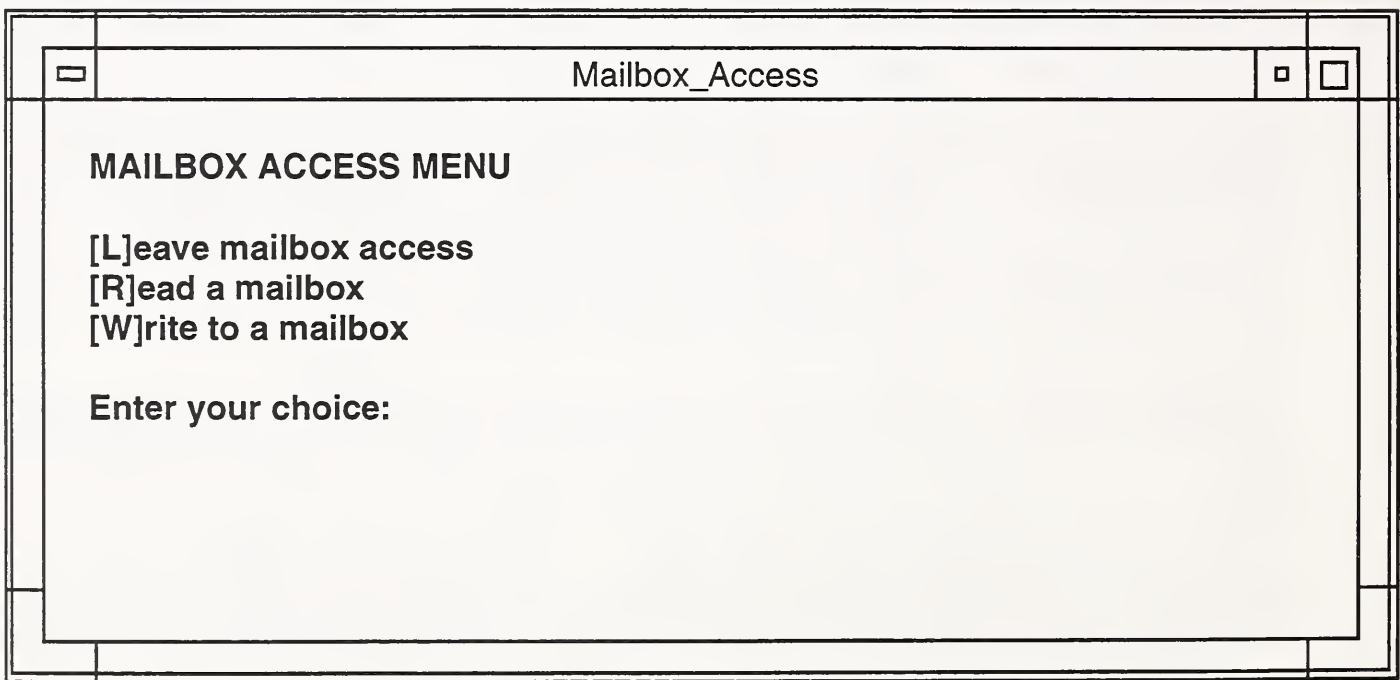 Mailbox_Access
MAILBOX ACCESS MENU
[L]eave mailbox access
[R]ead a mailbox
[W]rite to a mailbox
Enter your choice: